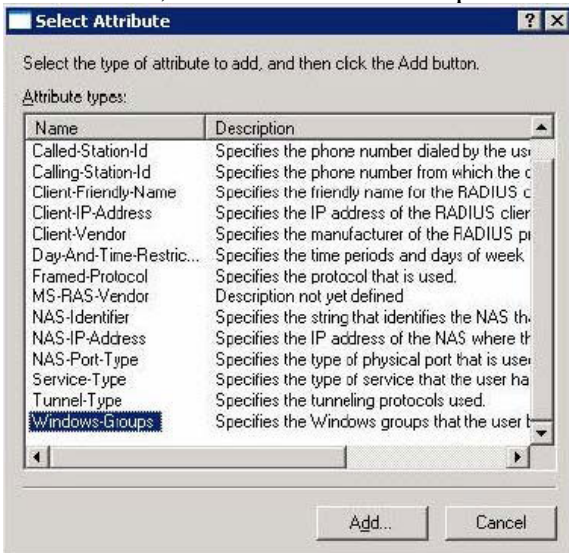 Select Attribute
Select the type of attribute to add, and then click the Add button.
Attribute types:
Name Description
Called-Station-Id Specifies the phone number dialed by the use
Calling-Station-Id Specifies the phone number from which the c
Client-Friendly-Name Specifies the friendly name for the RADIUS c
Client-IP-Address Specifies the IP address of the RADIUS clier
Client-Vendor Specifies the manufacturer of the RADIUS pr
Day-And-Time-Restric... Specifies the time periods and days of week
Framed-Protocol Specifies the protocol that is used.
MS-RAS-Vendor Description not yet defined
NAS-Identifier Specifies the string that identifies the NAS tha
NAS-IP-Address Specifies the IP address of the NAS where th
NAS-Port-Type Specifies the type of physical port that is used
Service-Type Specifies the type of service that the user ha
Tunnel-Type Specifies the tunneling protocols used.
Windows-Groups Specifies the Windows groups that the user b
Add... Cancel